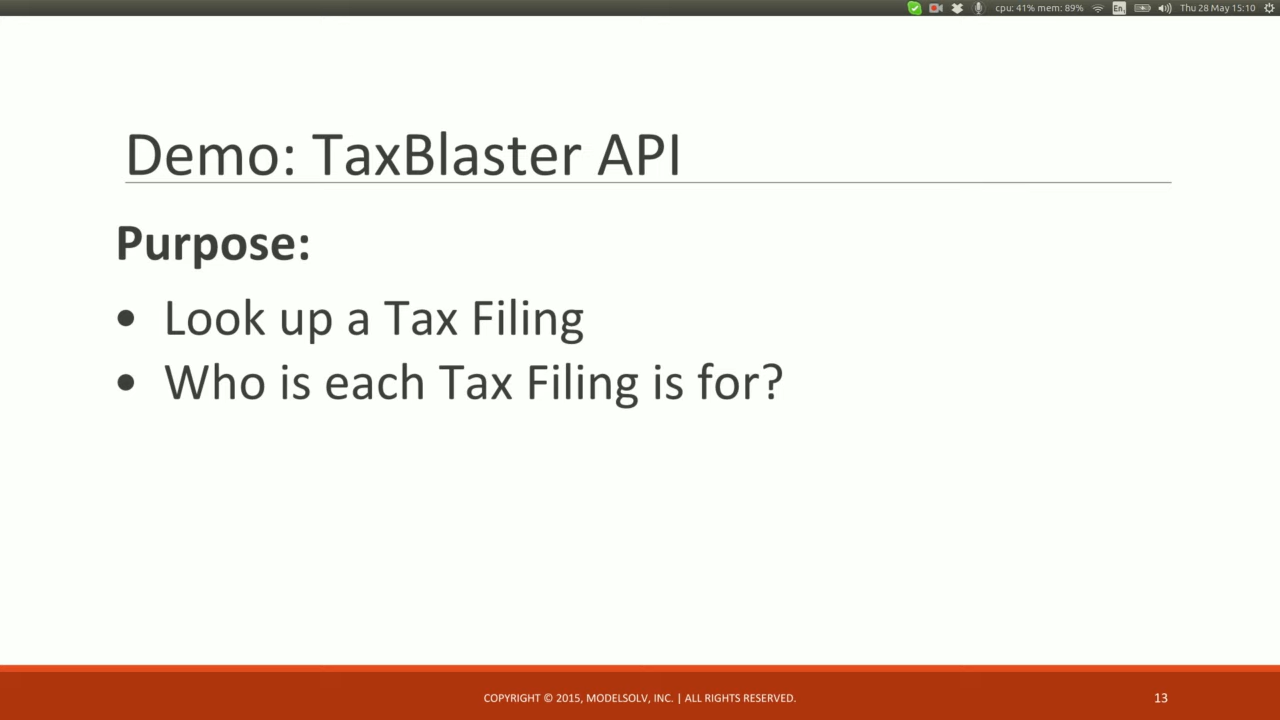 cpu: 41% mem: 89% En, Thu 28 May 15:10
Demo: TaxBlaster API
Purpose:
• Look up a Tax Filing
• Who is each Tax Filing is for?
COPYRIGHT © 2015, MODELSOLV, INC. | ALL RIGHTS RESERVED. 13